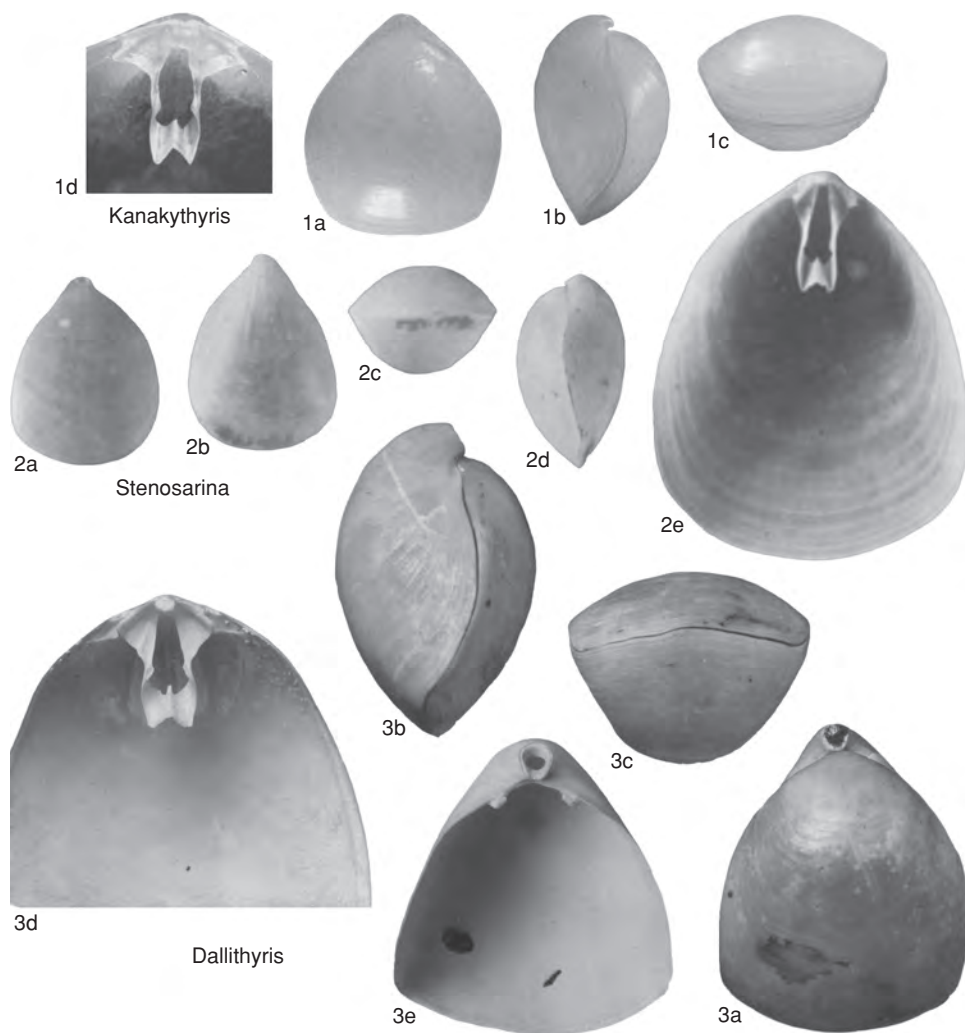 1d
Kanakythyris
1a
1b
1c
2a
2b
Stenosarina
2c
2d
2e
3b
3c
3d
Dallithyris
3e
3a